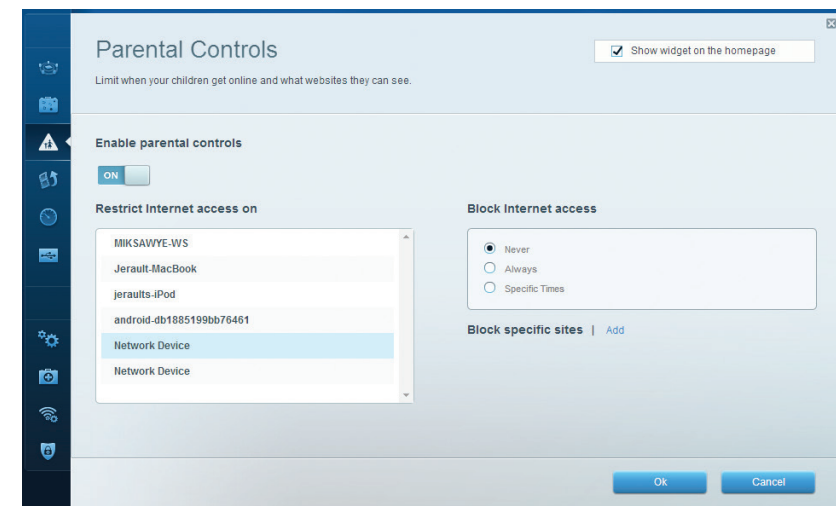 Parental Controls
Show widget on the homepage
Limit when your children get online and what websites they can see.
Enable parental controls
ON
Restrict Internet access on
MIKSAWYE-WS
Jerault-MacBook
jeraults-iPod
android-db1885199bb76461
Network Device
Network Device
Block Internet access
Never
Always
Specific Times
Block specific sites | Add
Ok
Cancel